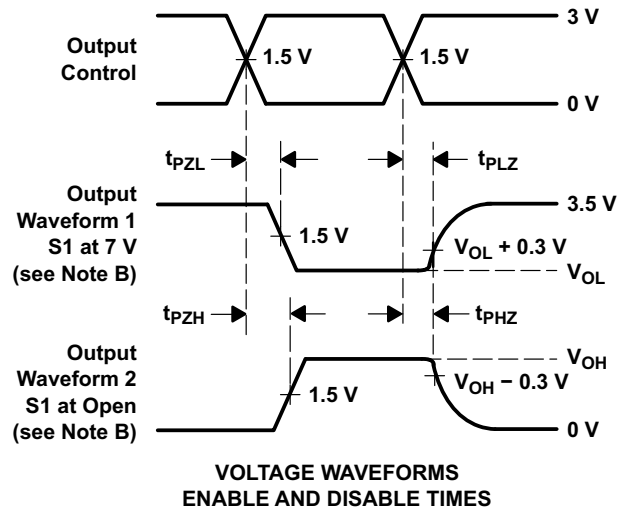 3 V
Output
Control
1.5 V
1.5 V
0 V
tPZL
tPLZ
Output
Waveform 1
S1 at 7 V
(see Note B)
3.5 V
1.5 V
VOL + 0.3 V
VOL
tPZH
tPHZ
Output
Waveform 2
S1 at Open
(see Note B)
VOH
VOH − 0.3 V
1.5 V
0 V
VOLTAGE WAVEFORMS
ENABLE AND DISABLE TIMES